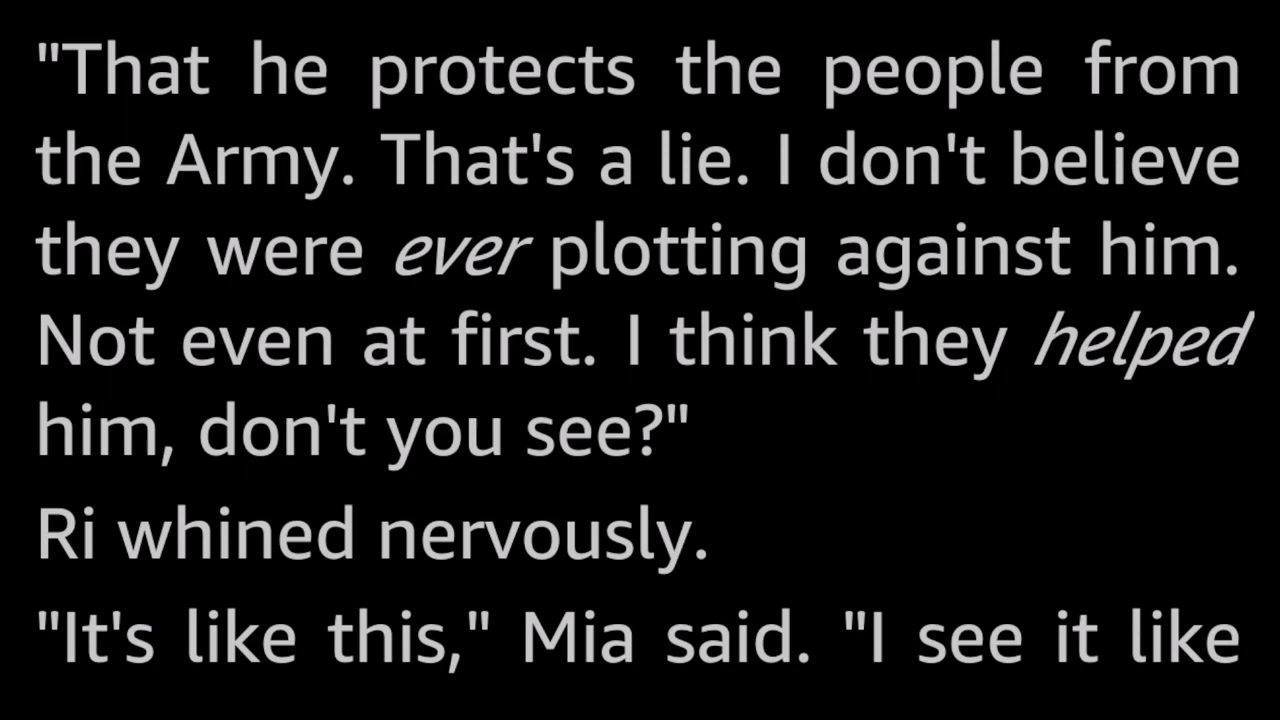 "That he protects the people from
the Army. That's a lie. I don't believe
they were ever plotting against him.
Not even at first. I think they helped
him, don't you see?"
Ri whined nervously.
"It's like this," Mia said. "I see it like